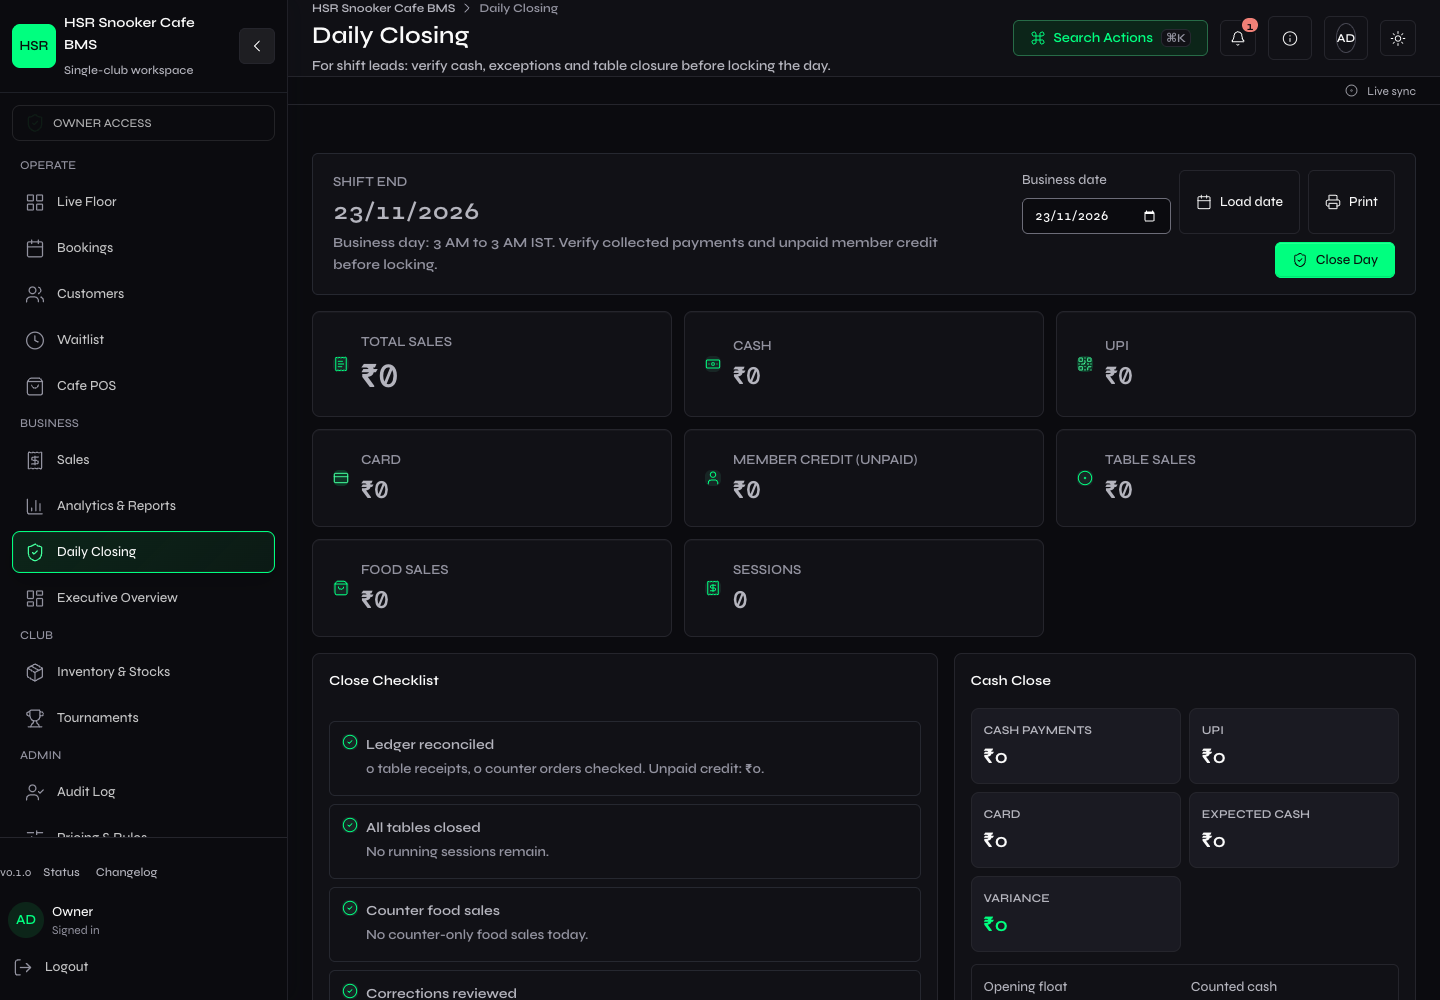 HSR
HSR Snooker Cafe
BMS
Single-club workspace
OWNER ACCESS
OPERATE
Live Floor
Bookings
Customers
Waitlist
Cafe POS
BUSINESS
Sales
Analytics & Reports
Daily Closing
Executive Overview
CLUB
Inventory & Stocks
Tournaments
ADMIN
Audit Log
Pricing & Rules
v0.1.0 Status Changelog
AD
Owner
Signed in
Logout
HSR Snooker Cafe BMS > Daily Closing
Daily Closing
For shift leads: verify cash, exceptions and table closure before locking the day.
Search Actions ⌘K
1
AD
Live sync
SHIFT END
23/11/2026
Business day: 3 AM to 3 AM IST. Verify collected payments and unpaid member credit
before locking.
Business date
23/11/2026
Load date
Print
Close Day
TOTAL SALES
₹0
CASH
₹0
UPI
₹0
CARD
₹0
MEMBER CREDIT (UNPAID)
₹0
TABLE SALES
₹0
FOOD SALES
₹0
SESSIONS
0
Close Checklist
Ledger reconciled
0 table receipts, 0 counter orders checked. Unpaid credit: ₹0.
All tables closed
No running sessions remain.
Counter food sales
No counter-only food sales today.
Corrections reviewed
Cash Close
CASH PAYMENTS
₹0
UPI
₹0
CARD
₹0
EXPECTED CASH
₹0
VARIANCE
₹0
Opening float
Counted cash